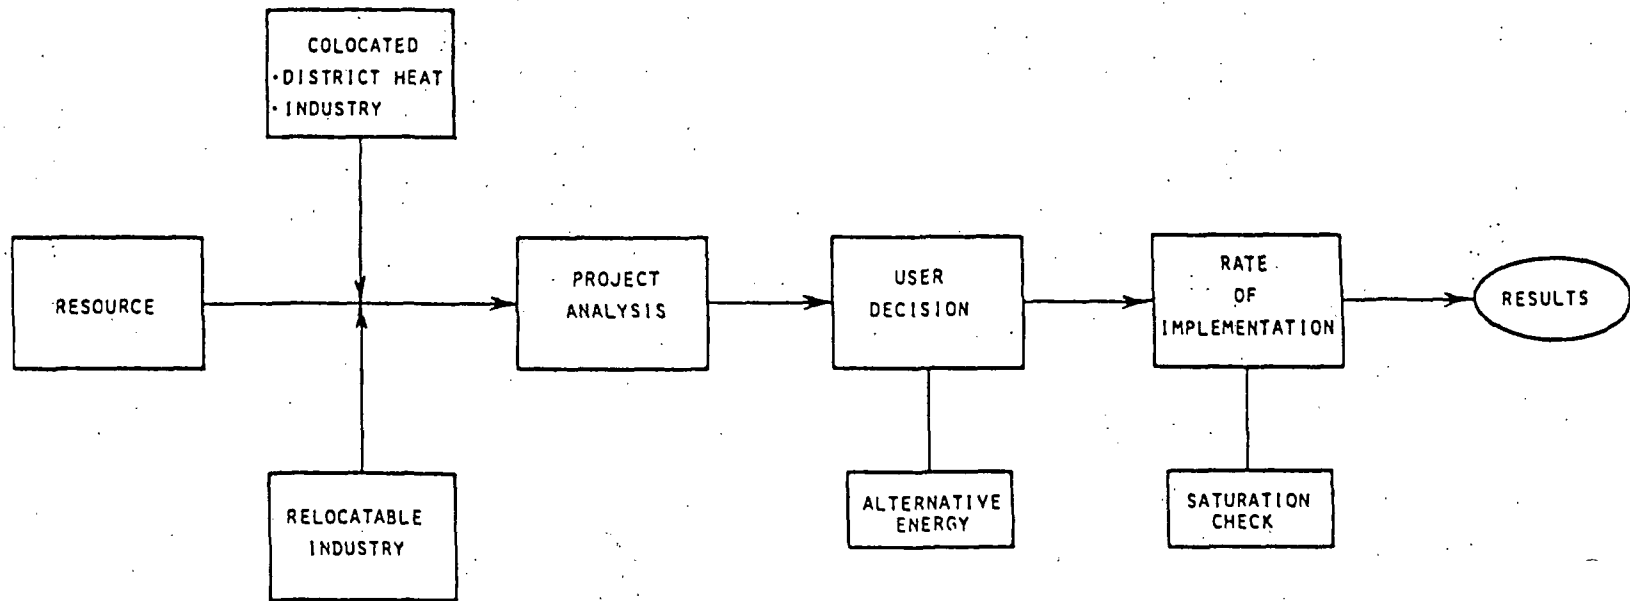 COLOCATED
·DISTRICT HEAT
·INDUSTRY
RESOURCE
PROJECT
ANALYSIS
USER
DECISION
RATE
OF
IMPLEMENTATION
RESULTS
RELOCATABLE
INDUSTRY
ALTERNATIVE
ENERGY
SATURATION
CHECK